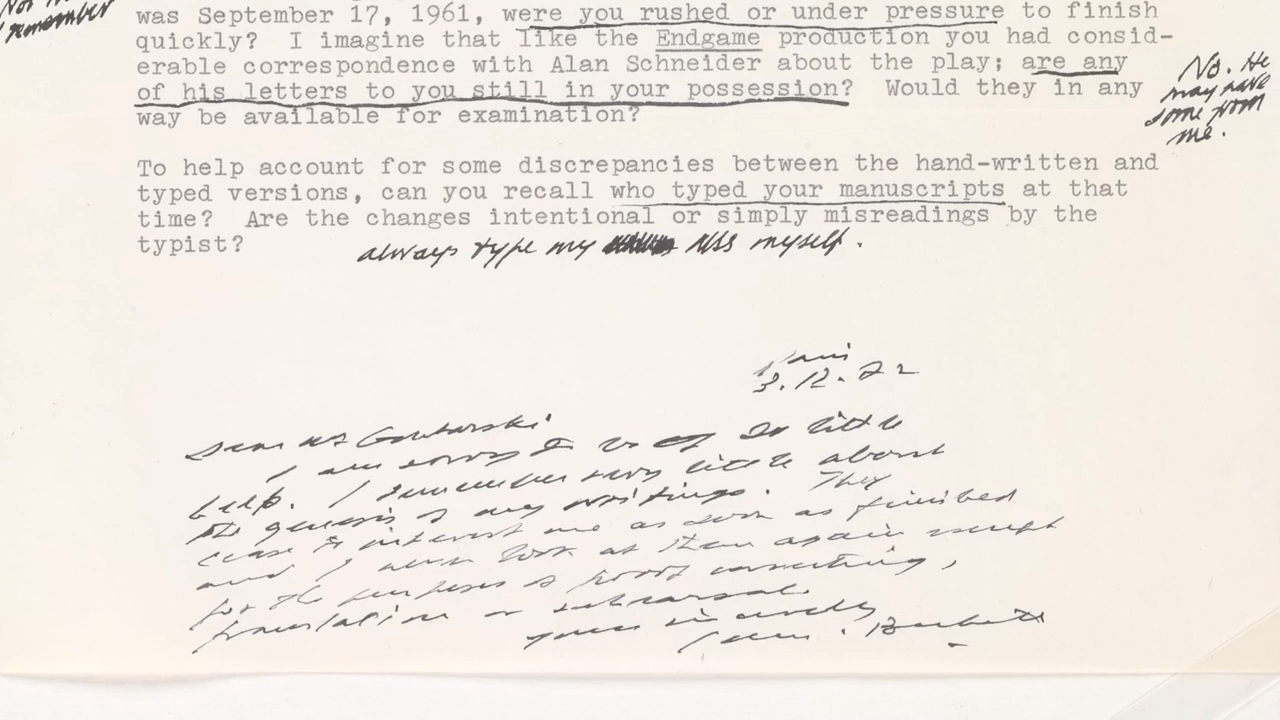 Not
remember
was September 17, 1961, were you rushed or under pressure to finish
quickly?  I imagine that like the Endgame production you had consid-
erable correspondence with Alan Schneider about the play; are any
of his letters to you still in your possession?  Would they in any
way be available for examination?
No. He
may have
some from
me.
To help account for some discrepancies between the hand-written and
typed versions, can you recall who typed your manuscripts at that
time?  Are the changes intentional or simply misreadings by the
typist?
always type my MSS myself.
Paris
3.12.72
Dear Mr Gontarski
I am sorry to be of so little
help. I remember very little about
the genesis of my writings. They
cease to interest me as soon as finished
and I never look at them again except
for the purposes of proof correcting,
translation or rehearsal.
Yours sincerely
Sam. Beckett